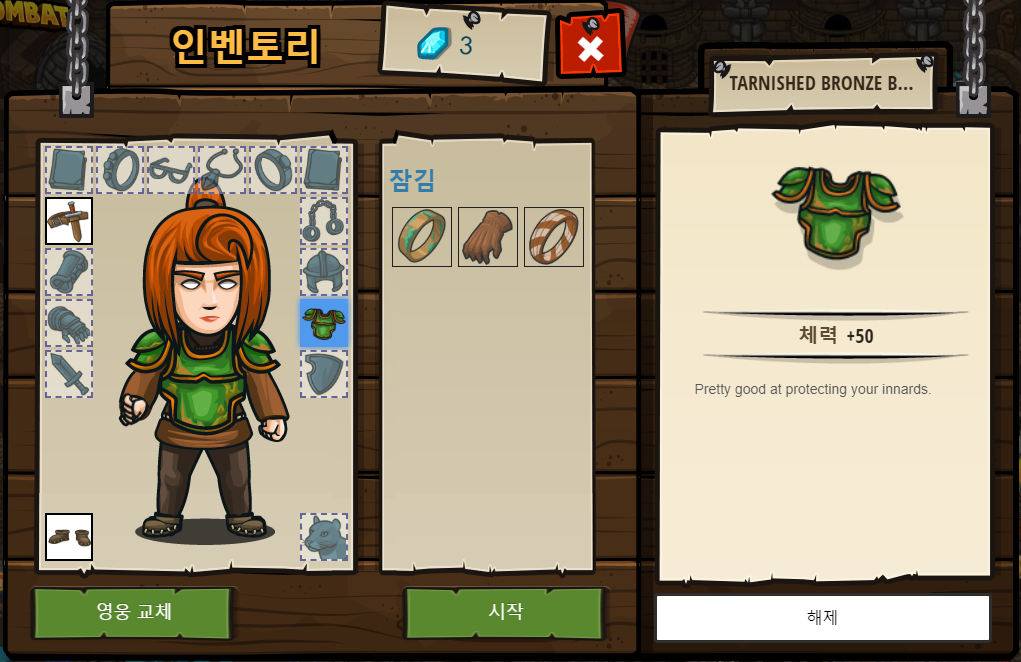 COMBAT
인벤토리
3
TARNISHED BRONZE B...
잠김
체력 +50
Pretty good at protecting your innards.
영웅 교체
시작
해제